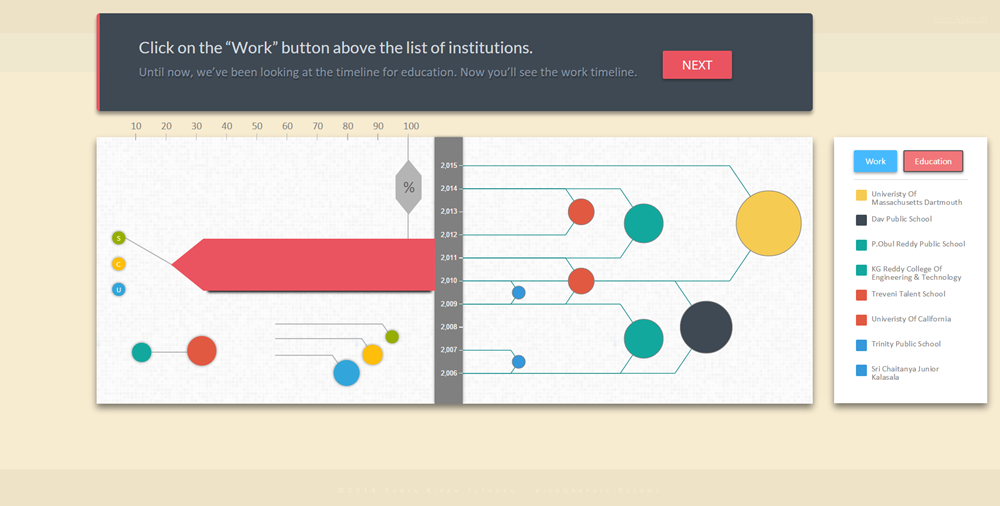 Click on the “Work” button above the list of institutions.
Until now, we’ve been looking at the timeline for education. Now you’ll see the work timeline.
NEXT
10 20 30 40 50 60 70 80 90 100
%
S
C
U
2,015
2,014
2,013
2,012
2,011
2,010
2,009
2,008
2,007
2,006
Work
Education
Univeristy Of
Massachusetts Dartmouth
Dav Public School
P.Obul Reddy Public School
KG Reddy College Of
Engineering & Technology
Treveni Talent School
Univeristy Of California
Trinity Public School
Sri Chaitanya Junior
Kalasala